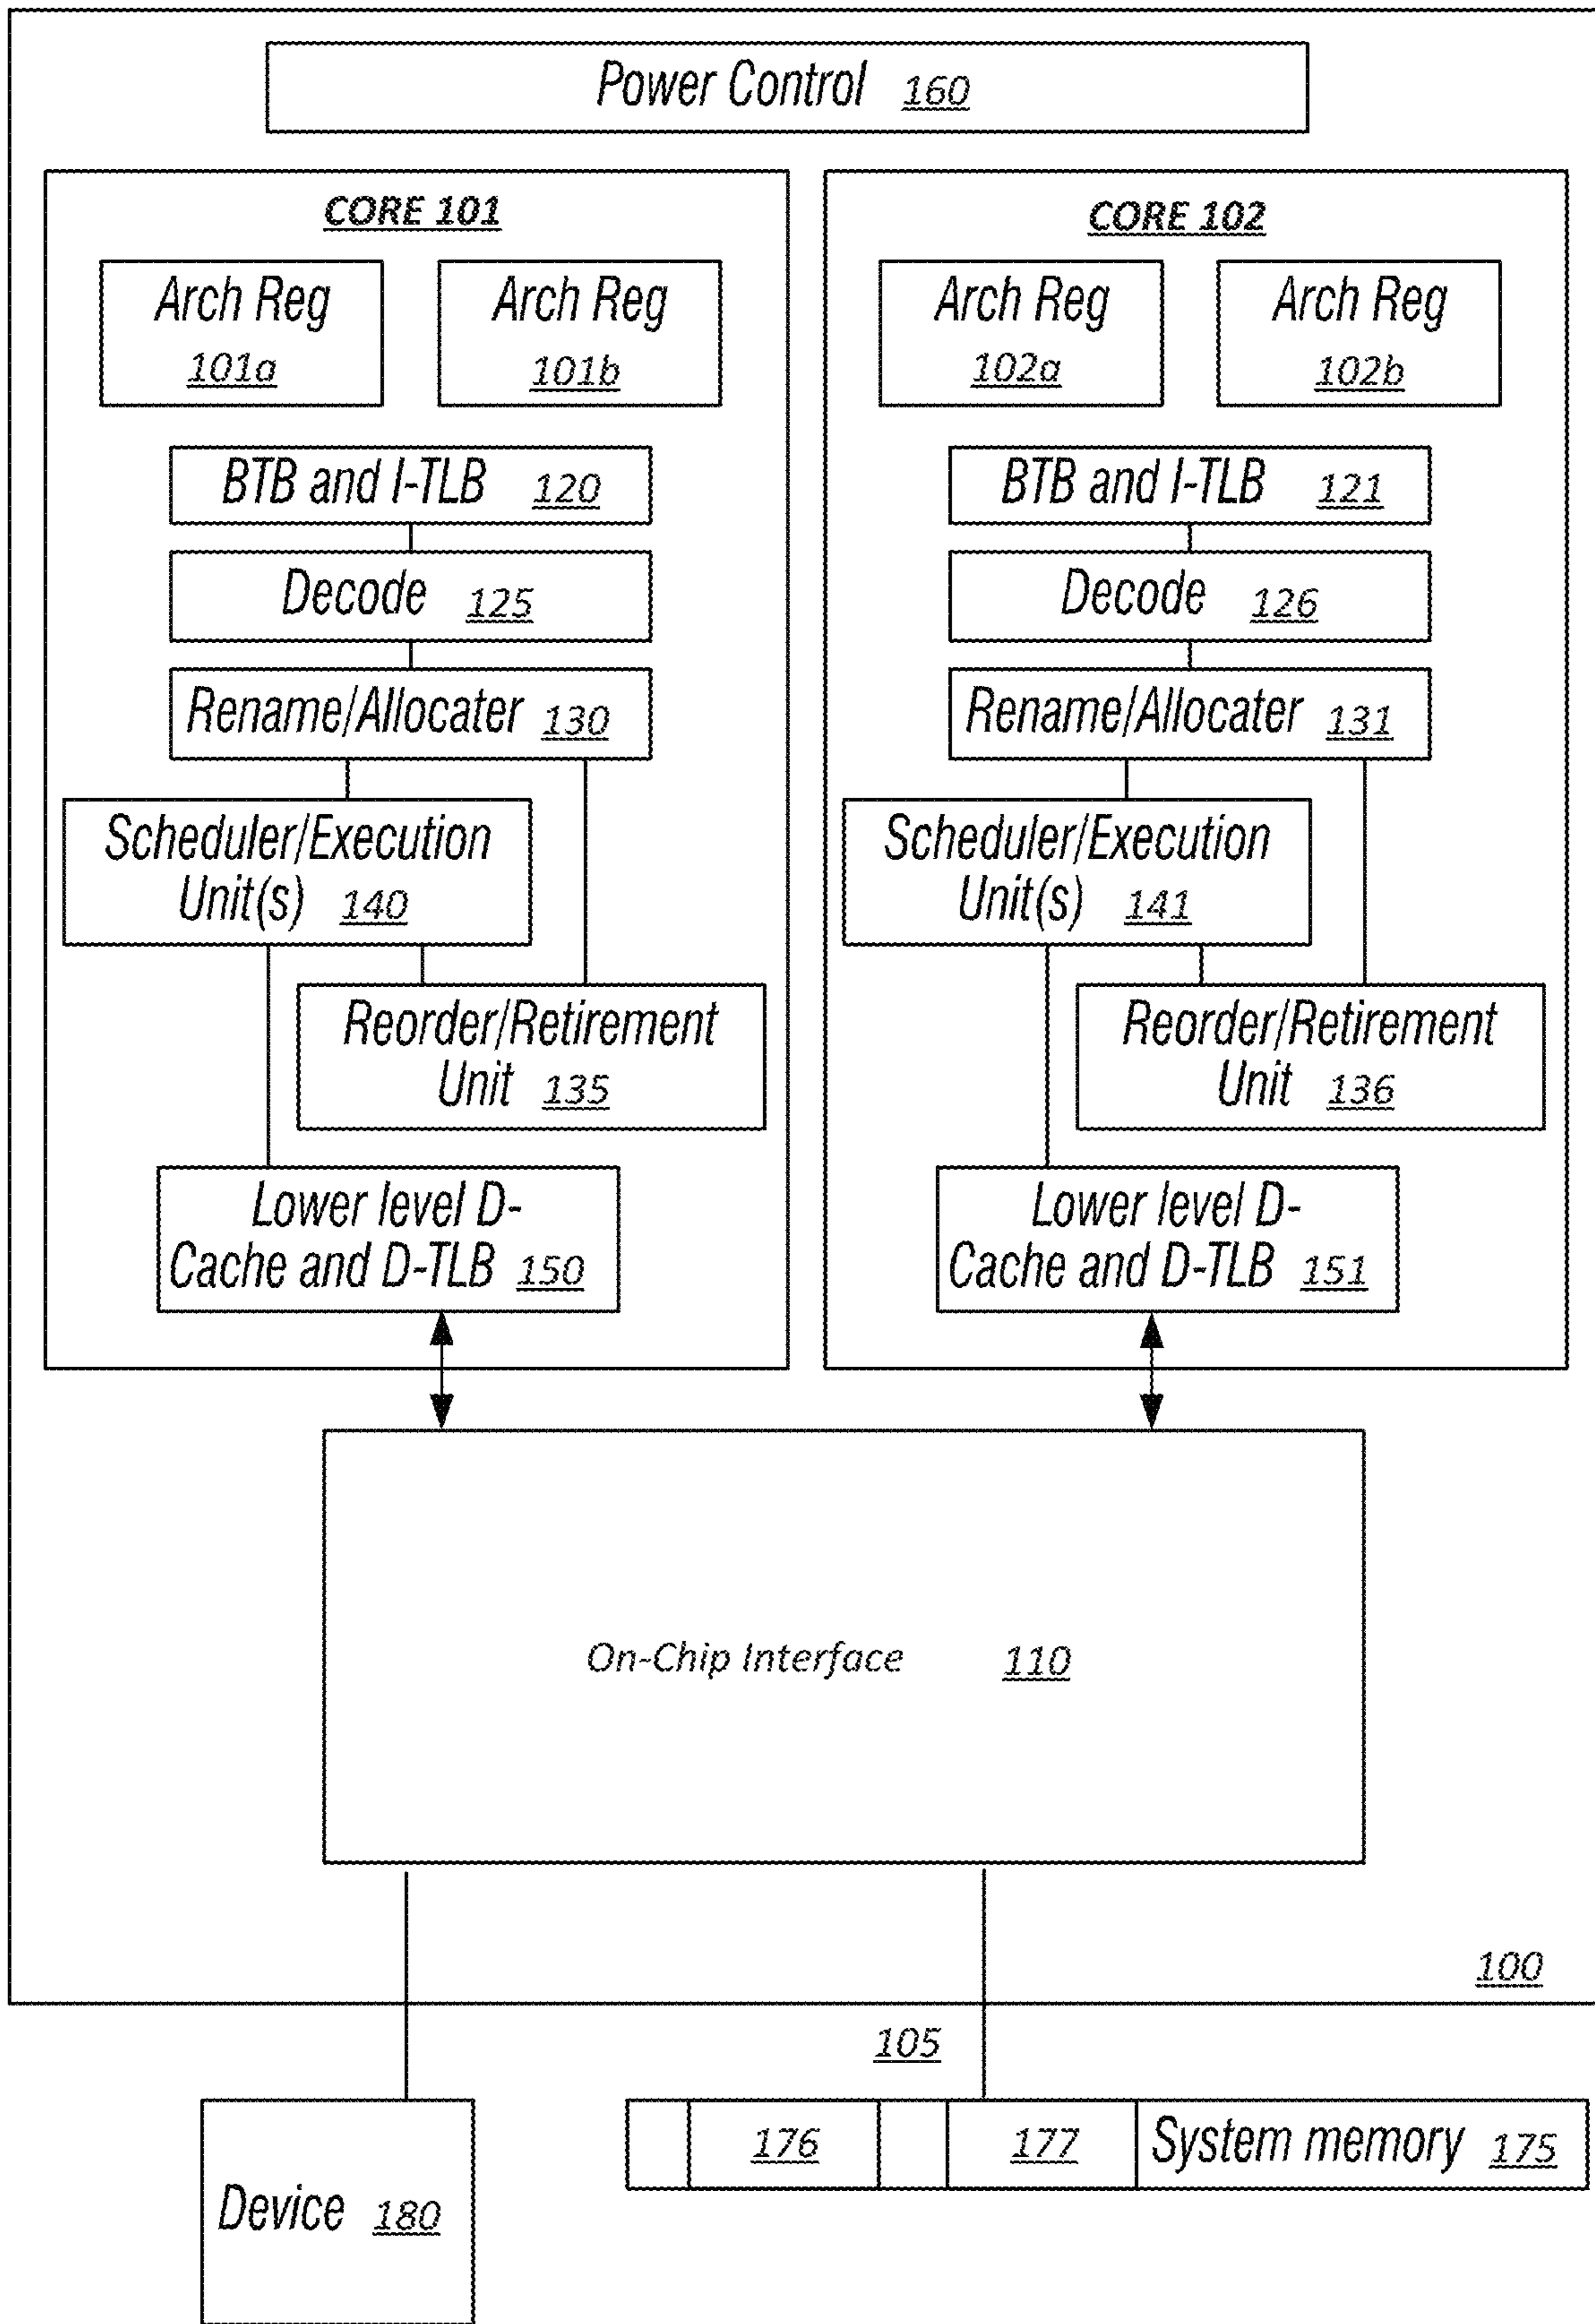 Power Control 160
CORE 101
Arch Reg
101a
Arch Reg
101b
BTB and I-TLB 120
Decode 125
Rename/Allocater 130
Scheduler/Execution
Unit(s) 140
Reorder/Retirement
Unit 135
Lower level D-
Cache and D-TLB 150
CORE 102
Arch Reg
102a
Arch Reg
102b
BTB and I-TLB 121
Decode 126
Rename/Allocater 131
Scheduler/Execution
Unit(s) 141
Reorder/Retirement
Unit 136
Lower level D-
Cache and D-TLB 151
On-Chip Interface 110
100
105
176
177
System memory 175
Device 180